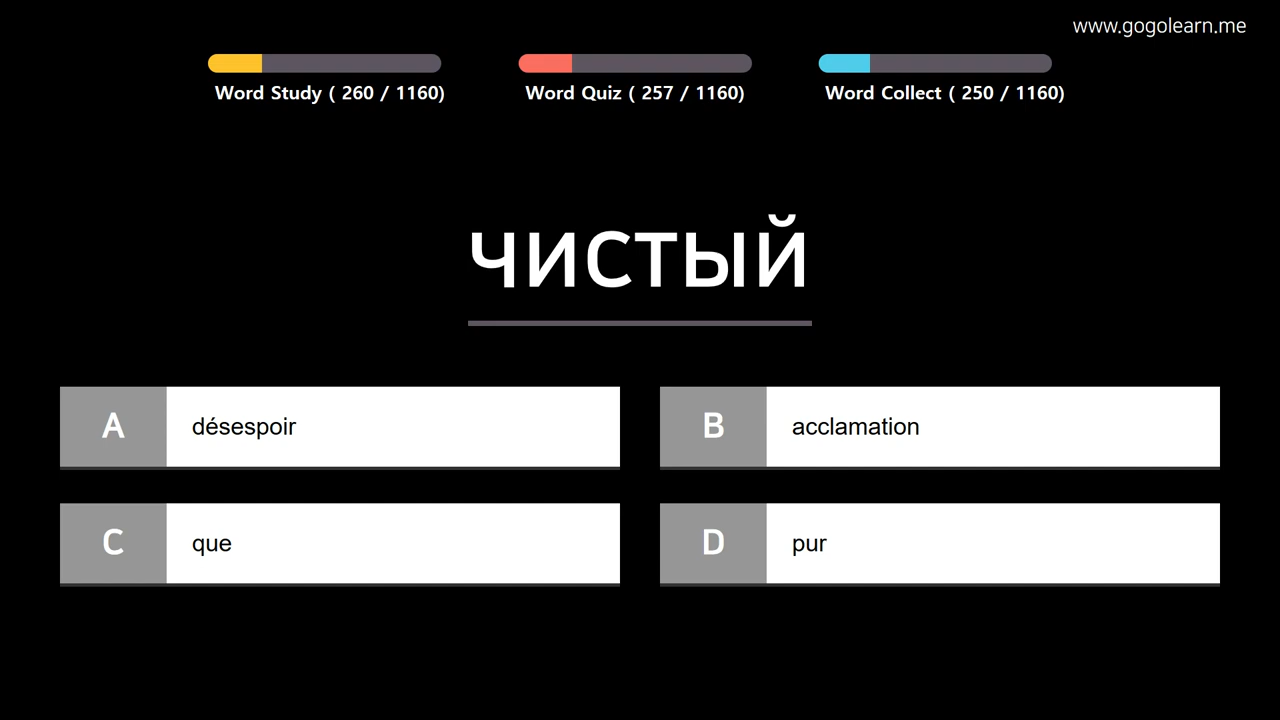 www.gogolearn.me
Word Study ( 260 / 1160)
Word Quiz ( 257 / 1160)
Word Collect ( 250 / 1160)
чистый
A
désespoir
B
acclamation
C
que
D
pur